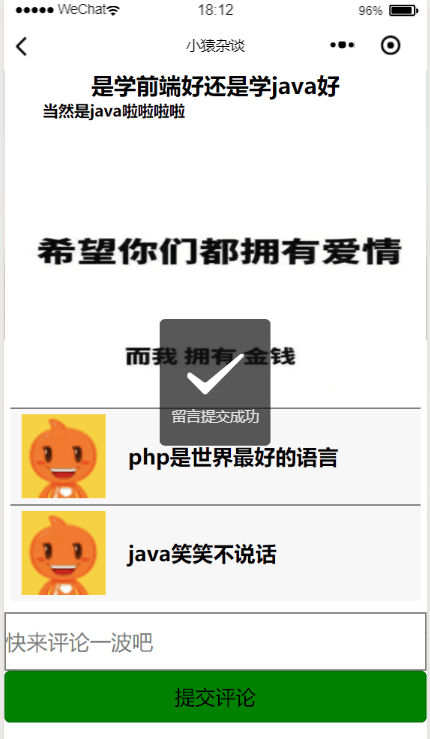 WeChat 18:12 96%
小猿杂谈
是学前端好还是学java好
当然是java啦啦啦啦
希望你们都拥有爱情
而我 拥有 金钱
留言提交成功
php是世界最好的语言
java笑笑不说话
快来评论一波吧
提交评论